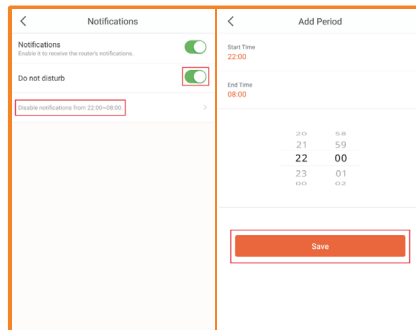 Notifications
Notifications
Enable it to receive the router's notifications.
Do not disturb
Disable notifications from 22:00~08:00
Add Period
Start Time
22:00
End Time
08:00
20 58
21 59
22 00
23 01
00 02
Save